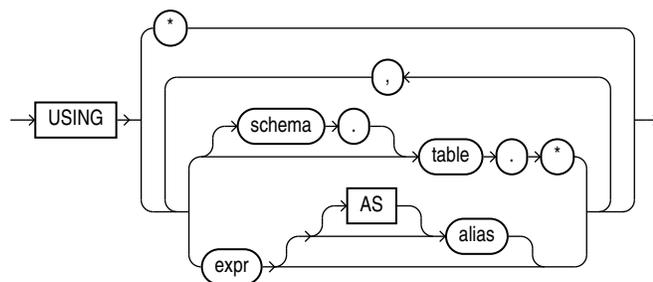 *
,
USING
schema .
table . *
AS
alias
expr